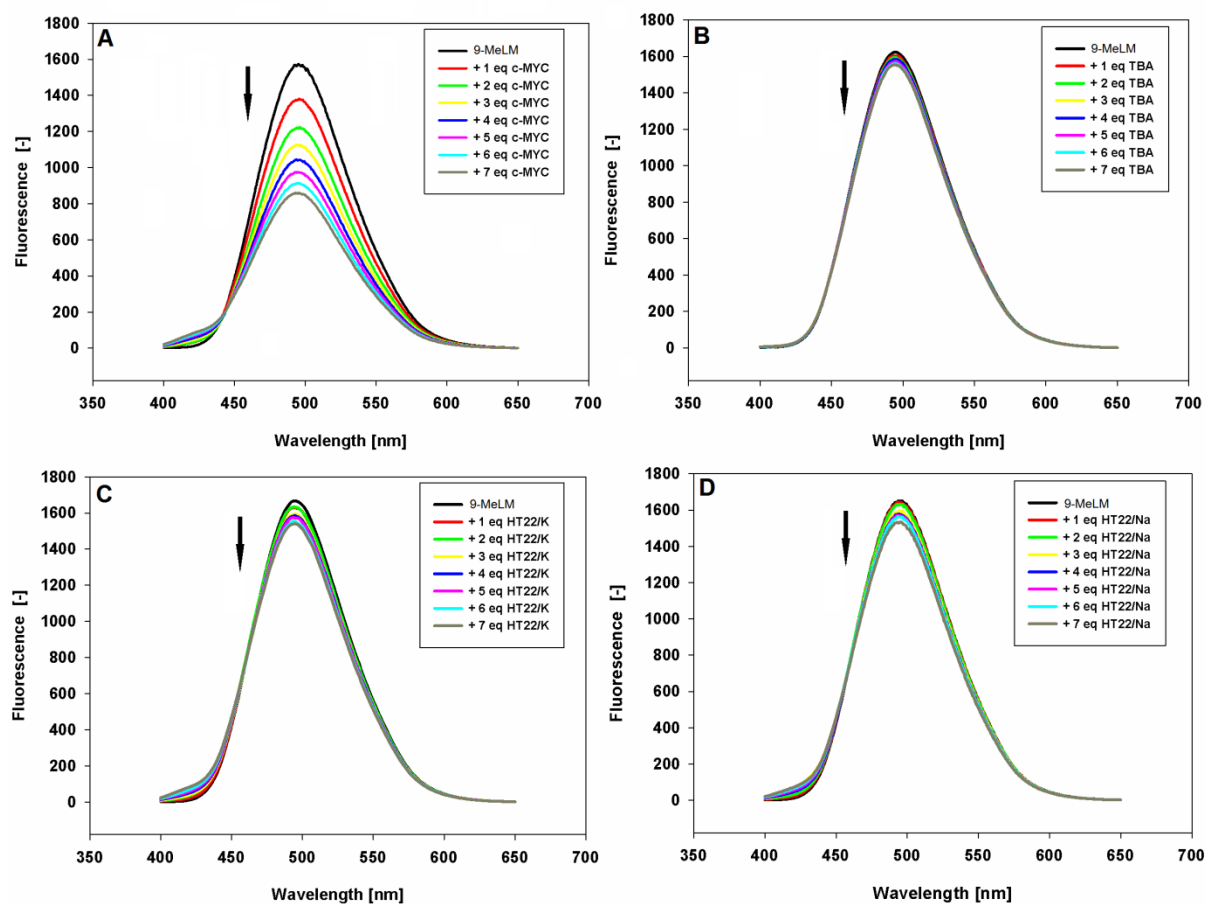 A
1800
1600
1400
1200
1000
800
600
400
200
0
Fluorescence [-]
9-MeLM
+ 1 eq c-MYC
+ 2 eq c-MYC
+ 3 eq c-MYC
+ 4 eq c-MYC
+ 5 eq c-MYC
+ 6 eq c-MYC
+ 7 eq c-MYC
350 400 450 500 550 600 650 700
Wavelength [nm]
B
1800
1600
1400
1200
1000
800
600
400
200
0
Fluorescence [-]
9-MeLM
+ 1 eq TBA
+ 2 eq TBA
+ 3 eq TBA
+ 4 eq TBA
+ 5 eq TBA
+ 6 eq TBA
+ 7 eq TBA
350 400 450 500 550 600 650 700
Wavelength [nm]
C
1800
1600
1400
1200
1000
800
600
400
200
0
Fluorescence [-]
9-MeLM
+ 1 eq HT22/K
+ 2 eq HT22/K
+ 3 eq HT22/K
+ 4 eq HT22/K
+ 5 eq HT22/K
+ 6 eq HT22/K
+ 7 eq HT22/K
350 400 450 500 550 600 650 700
Wavelength [nm]
D
1800
1600
1400
1200
1000
800
600
400
200
0
Fluorescence [-]
9-MeLM
+ 1 eq HT22/Na
+ 2 eq HT22/Na
+ 3 eq HT22/Na
+ 4 eq HT22/Na
+ 5 eq HT22/Na
+ 6 eq HT22/Na
+ 7 eq HT22/Na
350 400 450 500 550 600 650 700
Wavelength [nm]